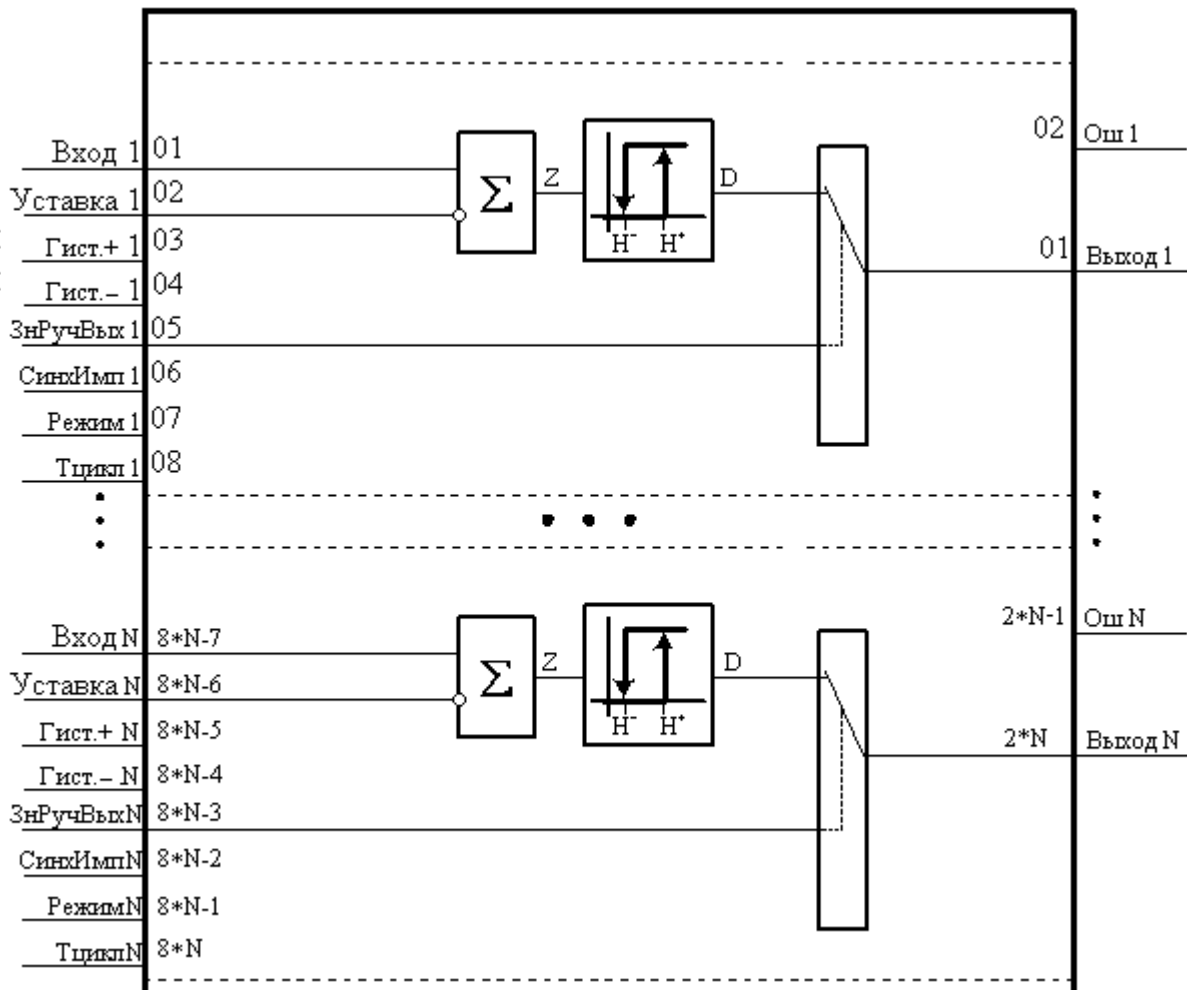 Вход 1 01
Уставка 1 02
Гист.+ 1 03
Гист.– 1 04
ЗнРучВых 1 05
СинхИмп 1 06
Режим 1 07
Тцикл 1 08
Σ Z H⁻ H⁺ D
02 Ош 1
01 Выход 1
Вход N 8*N-7
Уставка N 8*N-6
Гист.+ N 8*N-5
Гист.– N 8*N-4
ЗнРучВыхN 8*N-3
СинхИмпN 8*N-2
РежимN 8*N-1
ТциклN 8*N
Σ Z H⁻ H⁺ D
2*N-1 Ош N
2*N Выход N